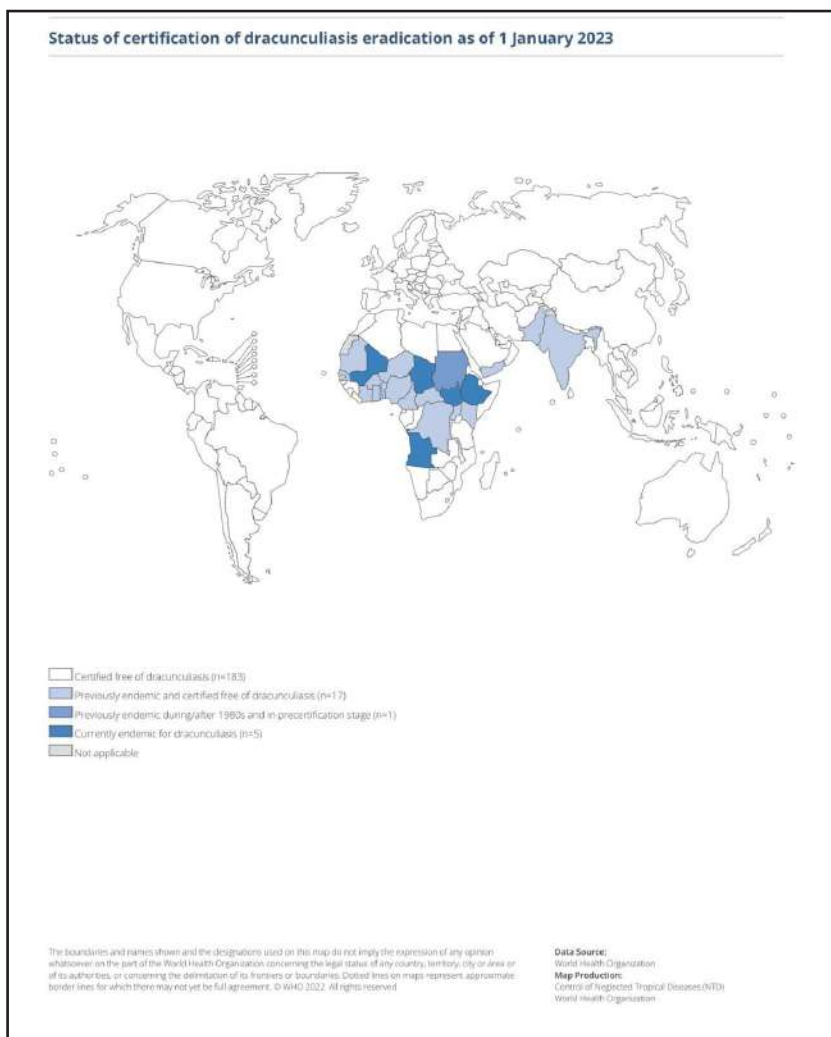 Status of certification of dracunculiasis eradication as of 1 January 2023
Certified free of dracunculiasis (n=183)
Previously endemic and certified free of dracunculiasis (n=17)
Previously endemic during/after 1980s and in-precertification stage (n=1)
Currently endemic for dracunculiasis (n=5)
Not applicable
The boundaries and names shown and the designations used on this map do not imply the expression of any opinion
whatsoever on the part of the World Health Organization concerning the legal status of any country, territory, city or area or
of its authorities, or concerning the delimitation of its frontiers or boundaries. Dotted lines on maps represent approximate
border lines for which there may not yet be full agreement. © WHO 2022. All rights reserved
Data Source:
World Health Organization
Map Production:
Control of Neglected Tropical Diseases (NTD)
World Health Organization